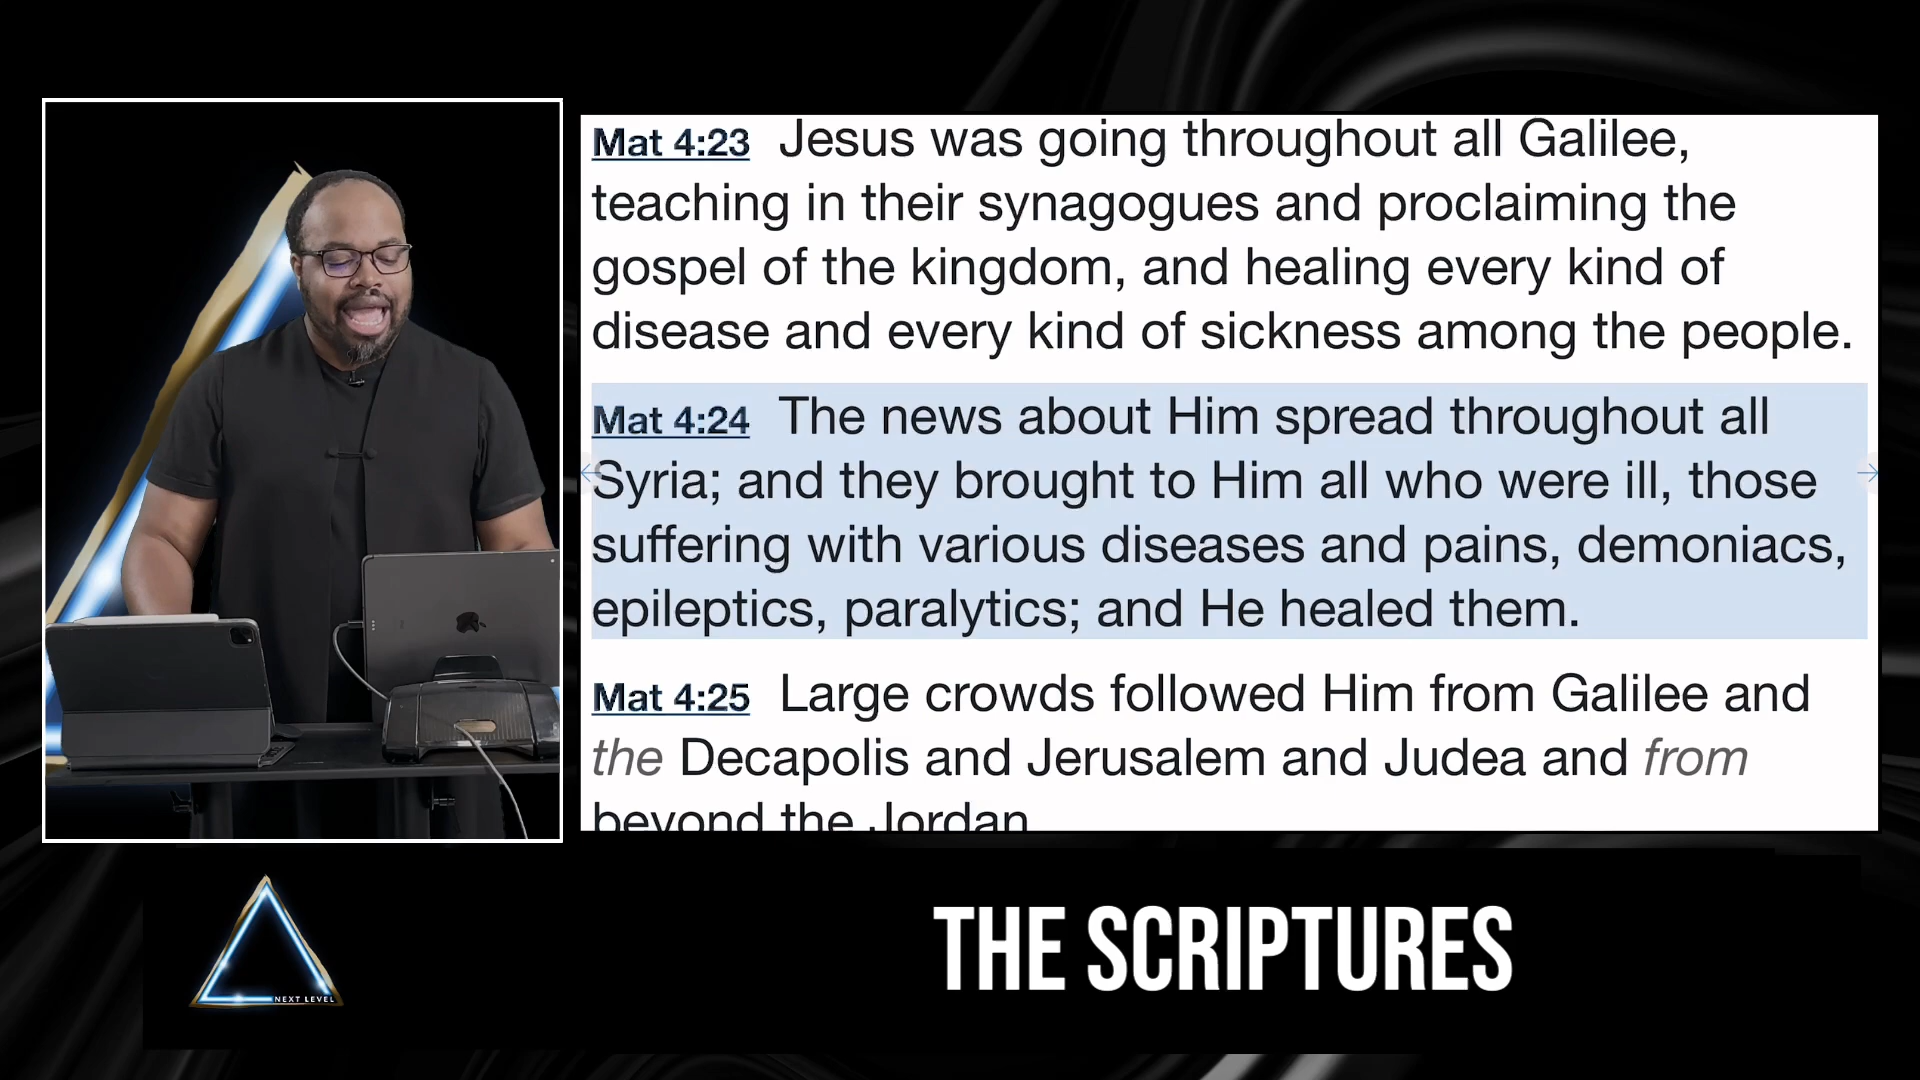 Mat 4:23 Jesus was going throughout all Galilee,
teaching in their synagogues and proclaiming the
gospel of the kingdom, and healing every kind of
disease and every kind of sickness among the people.
Mat 4:24 The news about Him spread throughout all
Syria; and they brought to Him all who were ill, those
suffering with various diseases and pains, demoniacs,
epileptics, paralytics; and He healed them.
Mat 4:25 Large crowds followed Him from Galilee and
the Decapolis and Jerusalem and Judea and from
beyond the Jordan
NEXT LEVEL
THE SCRIPTURES